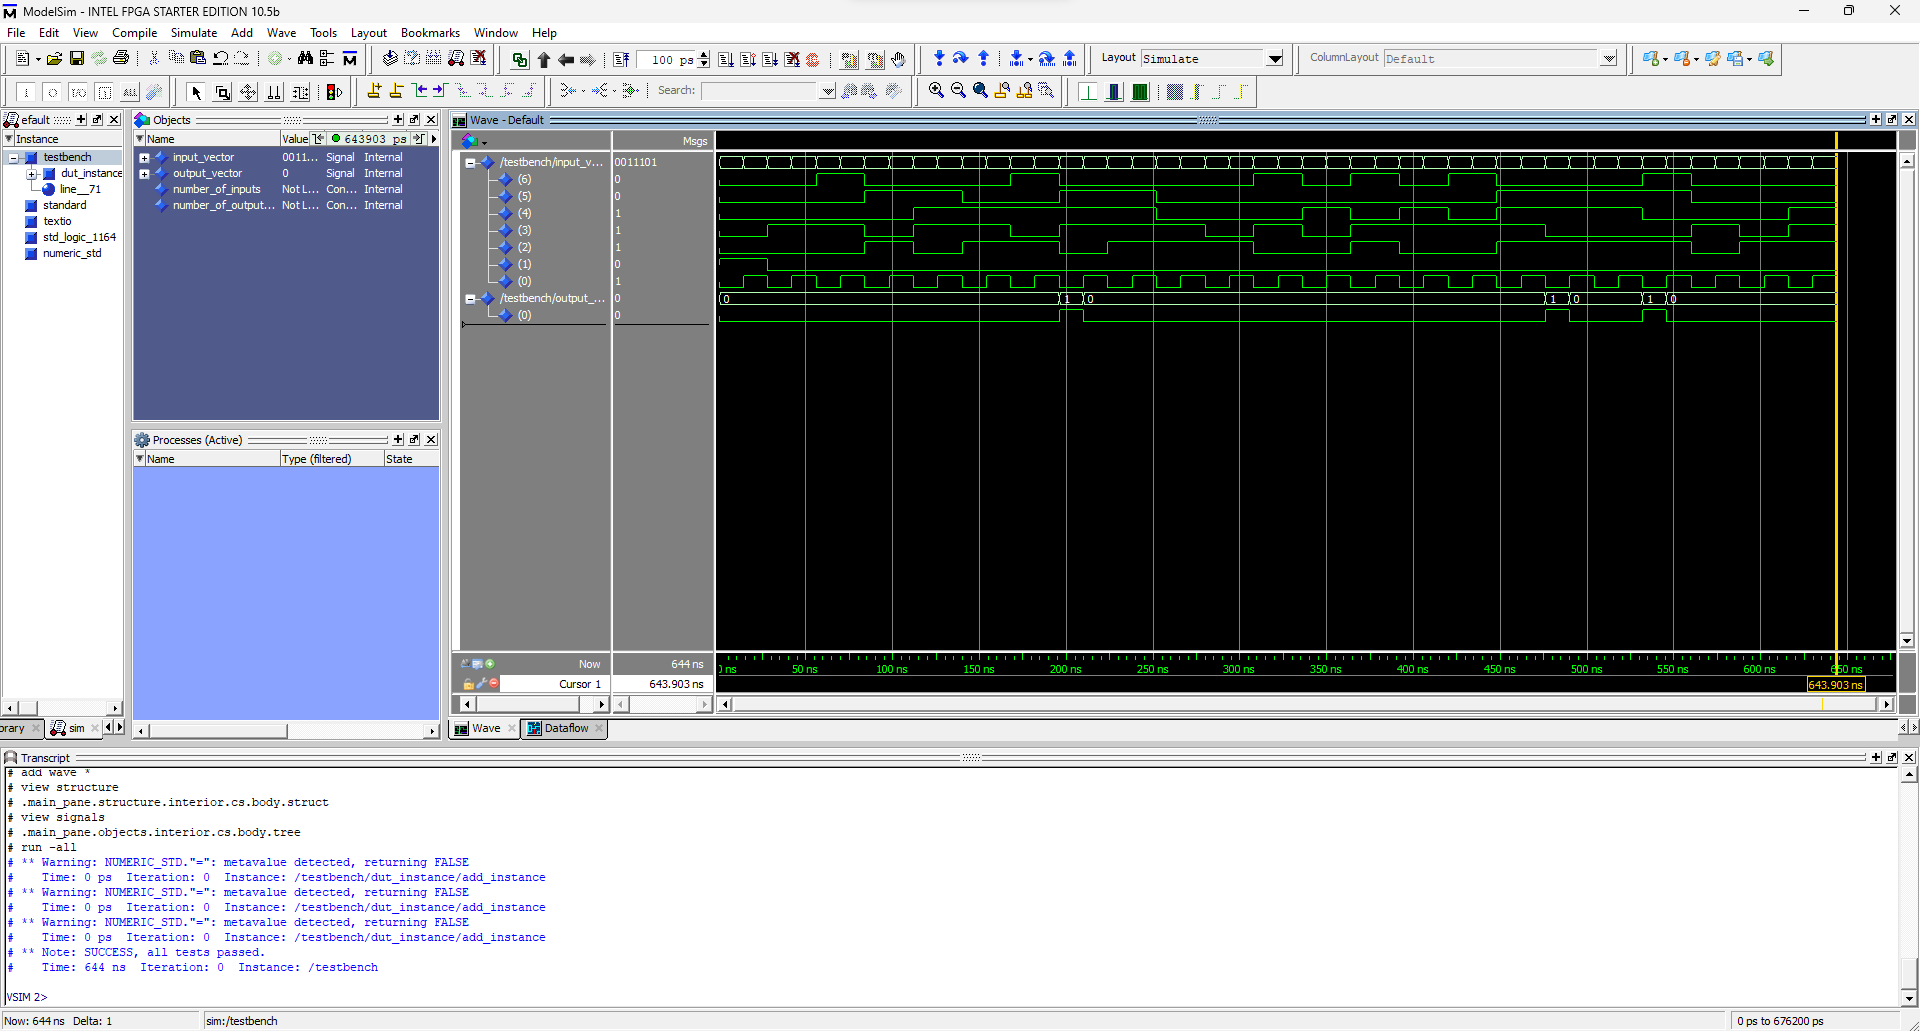 ModelSim - INTEL FPGA STARTER EDITION 10.5b
File Edit View Compile Simulate Add Wave Tools Layout Bookmarks Window Help
100 ps
Layout Simulate
ColumnLayout Default
ALL
Search:
efault
Instance
testbench
dut_instance
line__71
standard
textio
std_logic_1164
numeric_std
Objects
Name Value 643903 ps
input_vector 0011... Signal Internal
output_vector 0 Signal Internal
number_of_inputs Not L... Con... Internal
number_of_output... Not L... Con... Internal
Processes (Active)
Name Type (filtered) State
Wave - Default
Msgs
/testbench/input_v... 0011101
(6) 0
(5) 0
(4) 1
(3) 1
(2) 1
(1) 0
(0) 1
/testbench/output_... 0 0 1 0 1 0 1 0
(0) 0
Now 644 ns
Cursor 1 643.903 ns
0 ns 50 ns 100 ns 150 ns 200 ns 250 ns 300 ns 350 ns 400 ns 450 ns 500 ns 550 ns 600 ns 650 ns
643.903 ns
brary sim
Wave Dataflow
Transcript
# add wave *
# view structure
# .main_pane.structure.interior.cs.body.struct
# view signals
# .main_pane.objects.interior.cs.body.tree
# run -all
# ** Warning: NUMERIC_STD."=": metavalue detected, returning FALSE
# Time: 0 ps Iteration: 0 Instance: /testbench/dut_instance/add_instance
# ** Warning: NUMERIC_STD."=": metavalue detected, returning FALSE
# Time: 0 ps Iteration: 0 Instance: /testbench/dut_instance/add_instance
# ** Warning: NUMERIC_STD."=": metavalue detected, returning FALSE
# Time: 0 ps Iteration: 0 Instance: /testbench/dut_instance/add_instance
# ** Note: SUCCESS, all tests passed.
# Time: 644 ns Iteration: 0 Instance: /testbench
VSIM 2>
Now: 644 ns Delta: 1
sim:/testbench
0 ps to 676200 ps